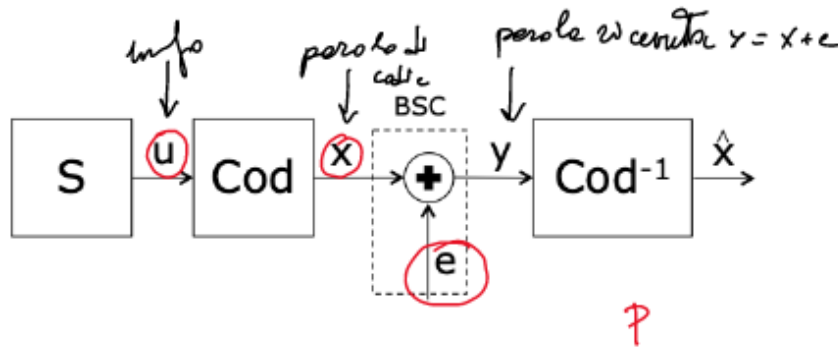 info
parola di
codice
parola ricevuta y = x + e
BSC
S
u
Cod
x
+
y
Cod⁻¹
x̂
e
p